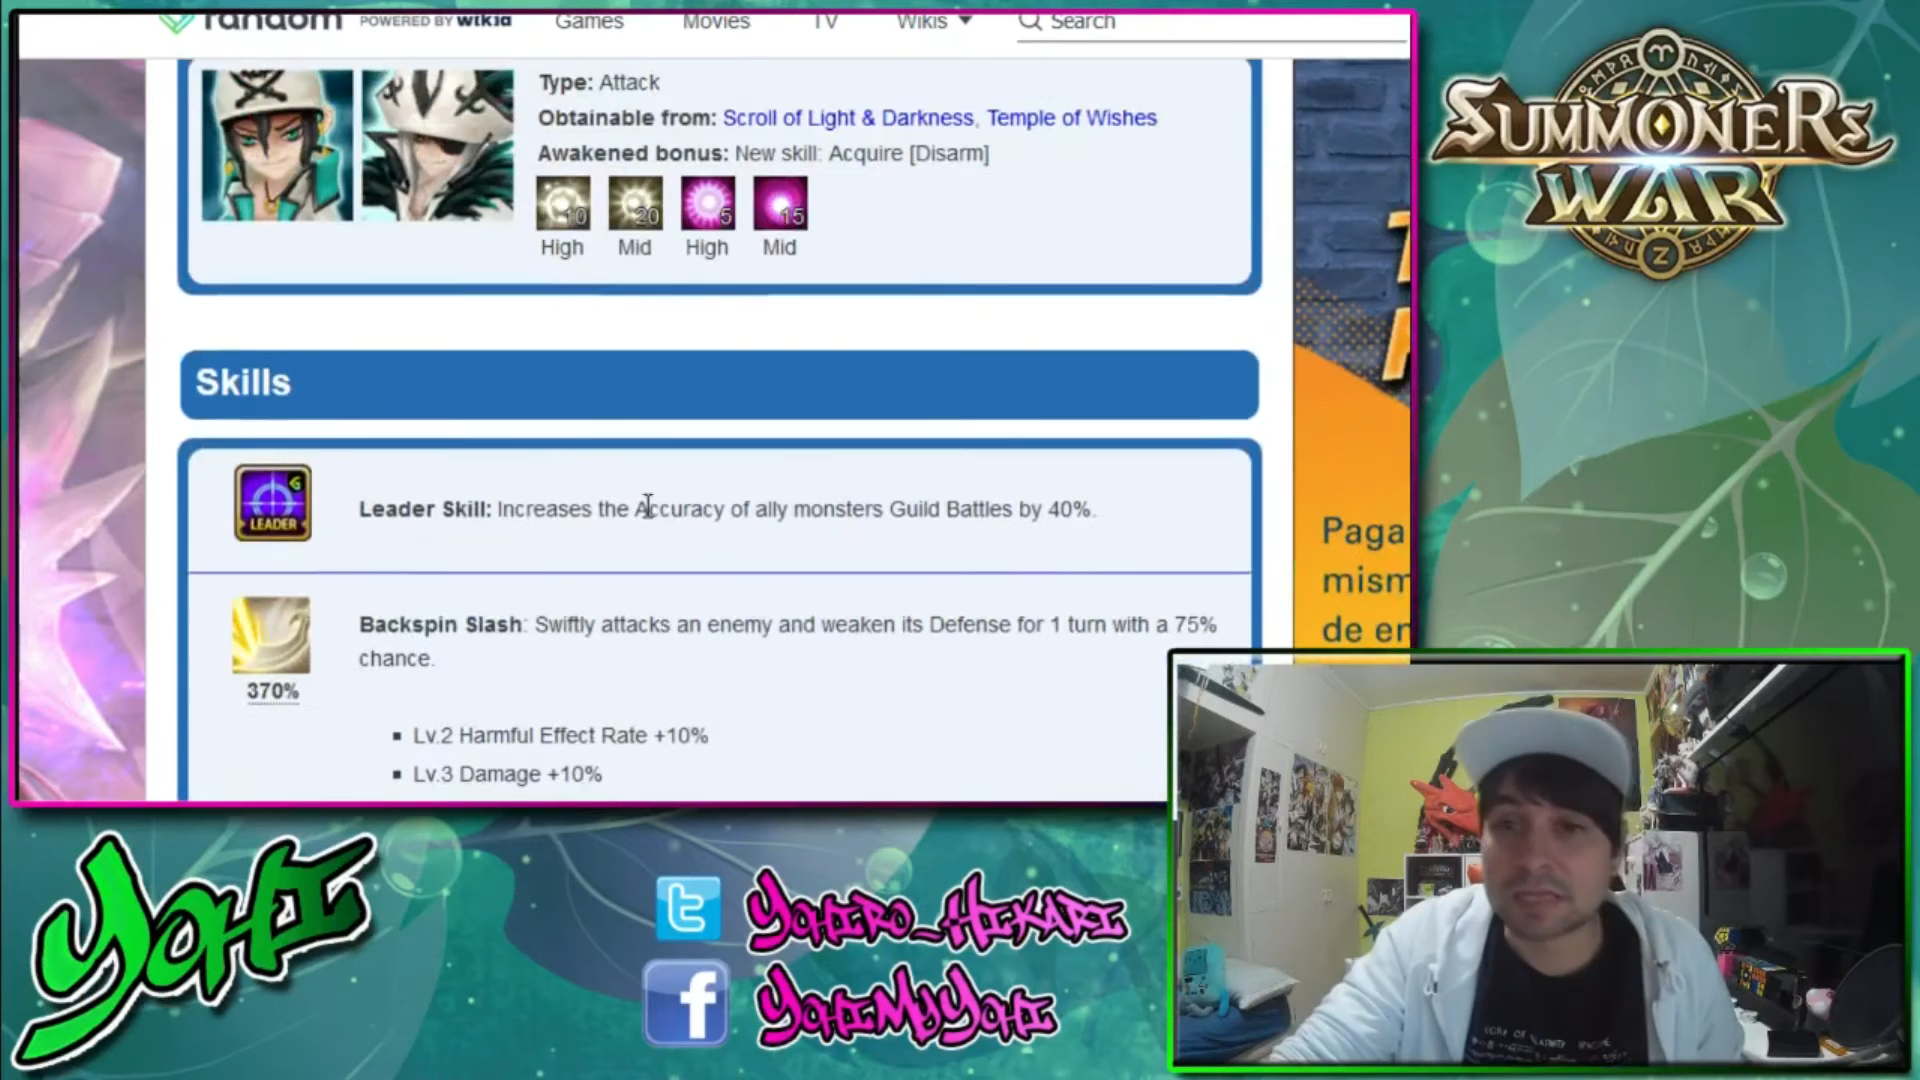 FANDOM POWERED BY wikia Games Movies TV Wikis Search
Type: Attack
Obtainable from: Scroll of Light & Darkness, Temple of Wishes
Awakened bonus: New skill: Acquire [Disarm]
10 20 5 15
High Mid High Mid
Skills
LEADER
Leader Skill: Increases the Accuracy of ally monsters Guild Battles by 40%.
Backspin Slash: Swiftly attacks an enemy and weaken its Defense for 1 turn with a 75%
chance.
370%
Lv.2 Harmful Effect Rate +10%
Lv.3 Damage +10%
SUMMONERS
WAR
Paga
mism
de en
YOHI
YOHIRO_HIKARI
YOHIMYYOHI